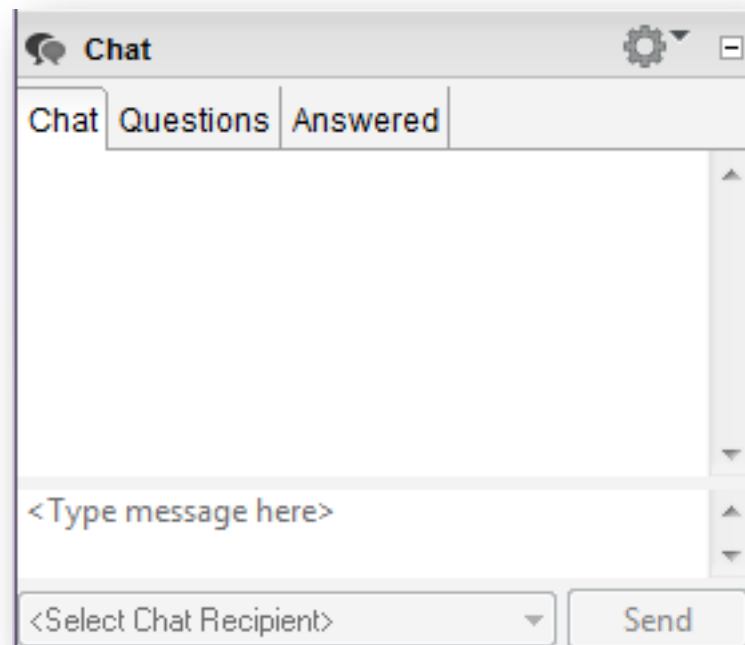 Chat
Chat Questions Answered
<Type message here>
<Select Chat Recipient> Send